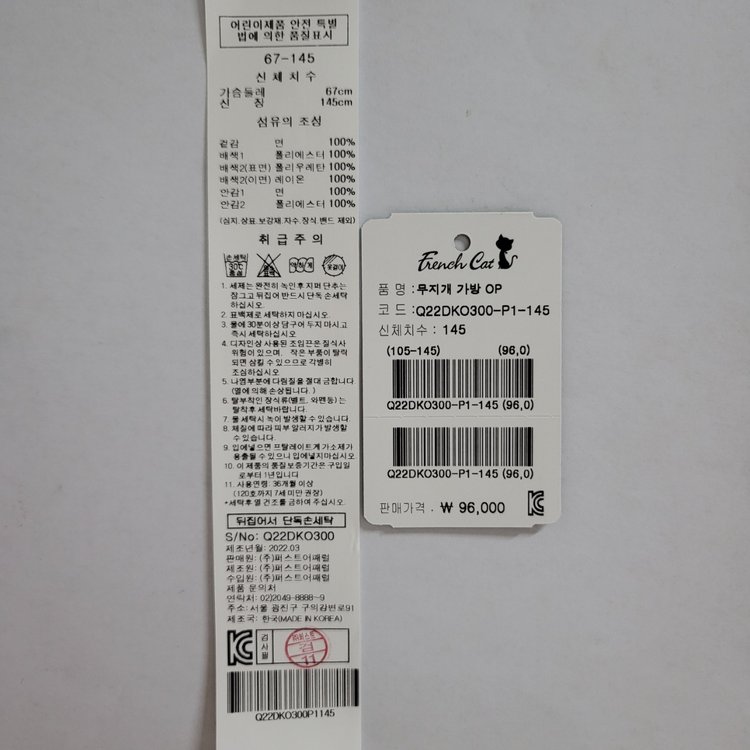 어린이제품 안전 특별
법에 의한 품질표시
67-145
신체치수
가슴둘레 67cm
신 장 145cm
섬유의 조성
겉감 면 100%
배색1 폴리에스터 100%
배색2(표면) 폴리우레탄 100%
배색2(이면) 레이온 100%
안감1 면 100%
안감2 폴리에스터 100%
(심지,상표,보강재,자수,장식,밴드 제외)
취급주의
손세탁
30℃
중성
옷걸이
1. 세제는 완전히 녹인후 지퍼 단추는
잠그고 뒤집어 반드시 단독 손세탁
하십시오.
2. 표백제로 세탁하지 마십시오.
3. 물에 30분이상 담구어 두지 마시고
즉시 세탁하십시오.
4. 디자인상 사용된 조임끈은 질식사
위험이 있으며, 작은 부품이 탈락
되면 삼킬 수 있으므로 각별히
조심하십시오
5. 나염부분에 다림질을 절대 금합니다
(열에 의해 손상됩니다.)
6. 탈부착인 장식류(벨트, 와펜등)는
탈착후 세탁바랍니다.
7. 물 세탁시 녹이 발생할 수 있습니다.
8. 체질에 따라 피부 알러지가 발생할
수 있습니다.
9. 입에넣으면 프탈레이트계 가소제가
용출될 수 있으니 입에넣지마십시오
10. 이 제품의 품질보증기간은 구입일
로부터 1년입니다
11. 사용연령: 36개월 이상
(120호까지 7세 미만 권장)
*세탁후 열 건조를 금하여 주십시오.
뒤집어서 단독손세탁
S/No: Q22DKO300
제조년월: 2022.03
판매원: (주)퍼스트어패럴
제조원: (주)퍼스트어패럴
수입원: (주)퍼스트어패럴
제품 문의처
연락처: 02)2049-8888~9
주소: 서울 광진구 구의강변로91
제조국: 한국(MADE IN KOREA)
검사필
검
11
Q22DKO300P1145
French Cat
품 명 : 무지개 가방 OP
코 드 : Q22DKO300-P1-145
신체치수 : 145
(105-145) (96,0)
Q22DKO300-P1-145 (96,0)
Q22DKO300-P1-145 (96,0)
판매가격 : ₩ 96,000